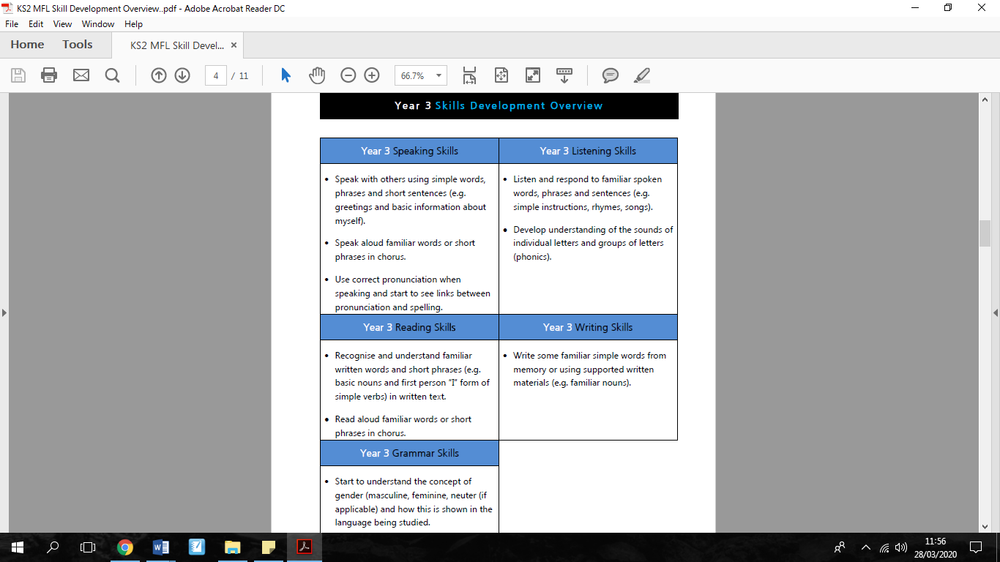 KS2 MFL Skill Development Overview..pdf - Adobe Acrobat Reader DC
File Edit View Window Help
Home Tools KS2 MFL Skill Devel... ×
4 / 11 66.7%
Year 3 Skills Development Overview
Year 3 Speaking Skills
• Speak with others using simple words,
phrases and short sentences (e.g.
greetings and basic information about
myself).
• Speak aloud familiar words or short
phrases in chorus.
• Use correct pronunciation when
speaking and start to see links between
pronunciation and spelling.
Year 3 Listening Skills
• Listen and respond to familiar spoken
words, phrases and sentences (e.g.
simple instructions, rhymes, songs).
• Develop understanding of the sounds of
individual letters and groups of letters
(phonics).
Year 3 Reading Skills
• Recognise and understand familiar
written words and short phrases (e.g.
basic nouns and first person “I” form of
simple verbs) in written text.
• Read aloud familiar words or short
phrases in chorus.
Year 3 Writing Skills
• Write some familiar simple words from
memory or using supported written
materials (e.g. familiar nouns).
Year 3 Grammar Skills
• Start to understand the concept of
gender (masculine, feminine, neuter (if
applicable) and how this is shown in the
language being studied.
11:56
28/03/2020